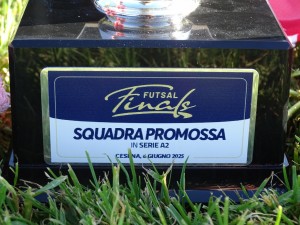 FUTSAL
Finals
SQUADRA PROMOSSA
IN SERIE A2
CESENA, 6 GIUGNO 2025